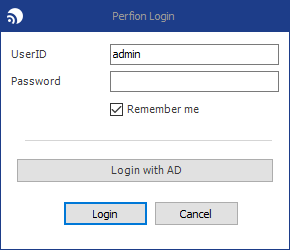 Perfion Login
UserID admin
Password
Remember me
Login with AD
Login Cancel